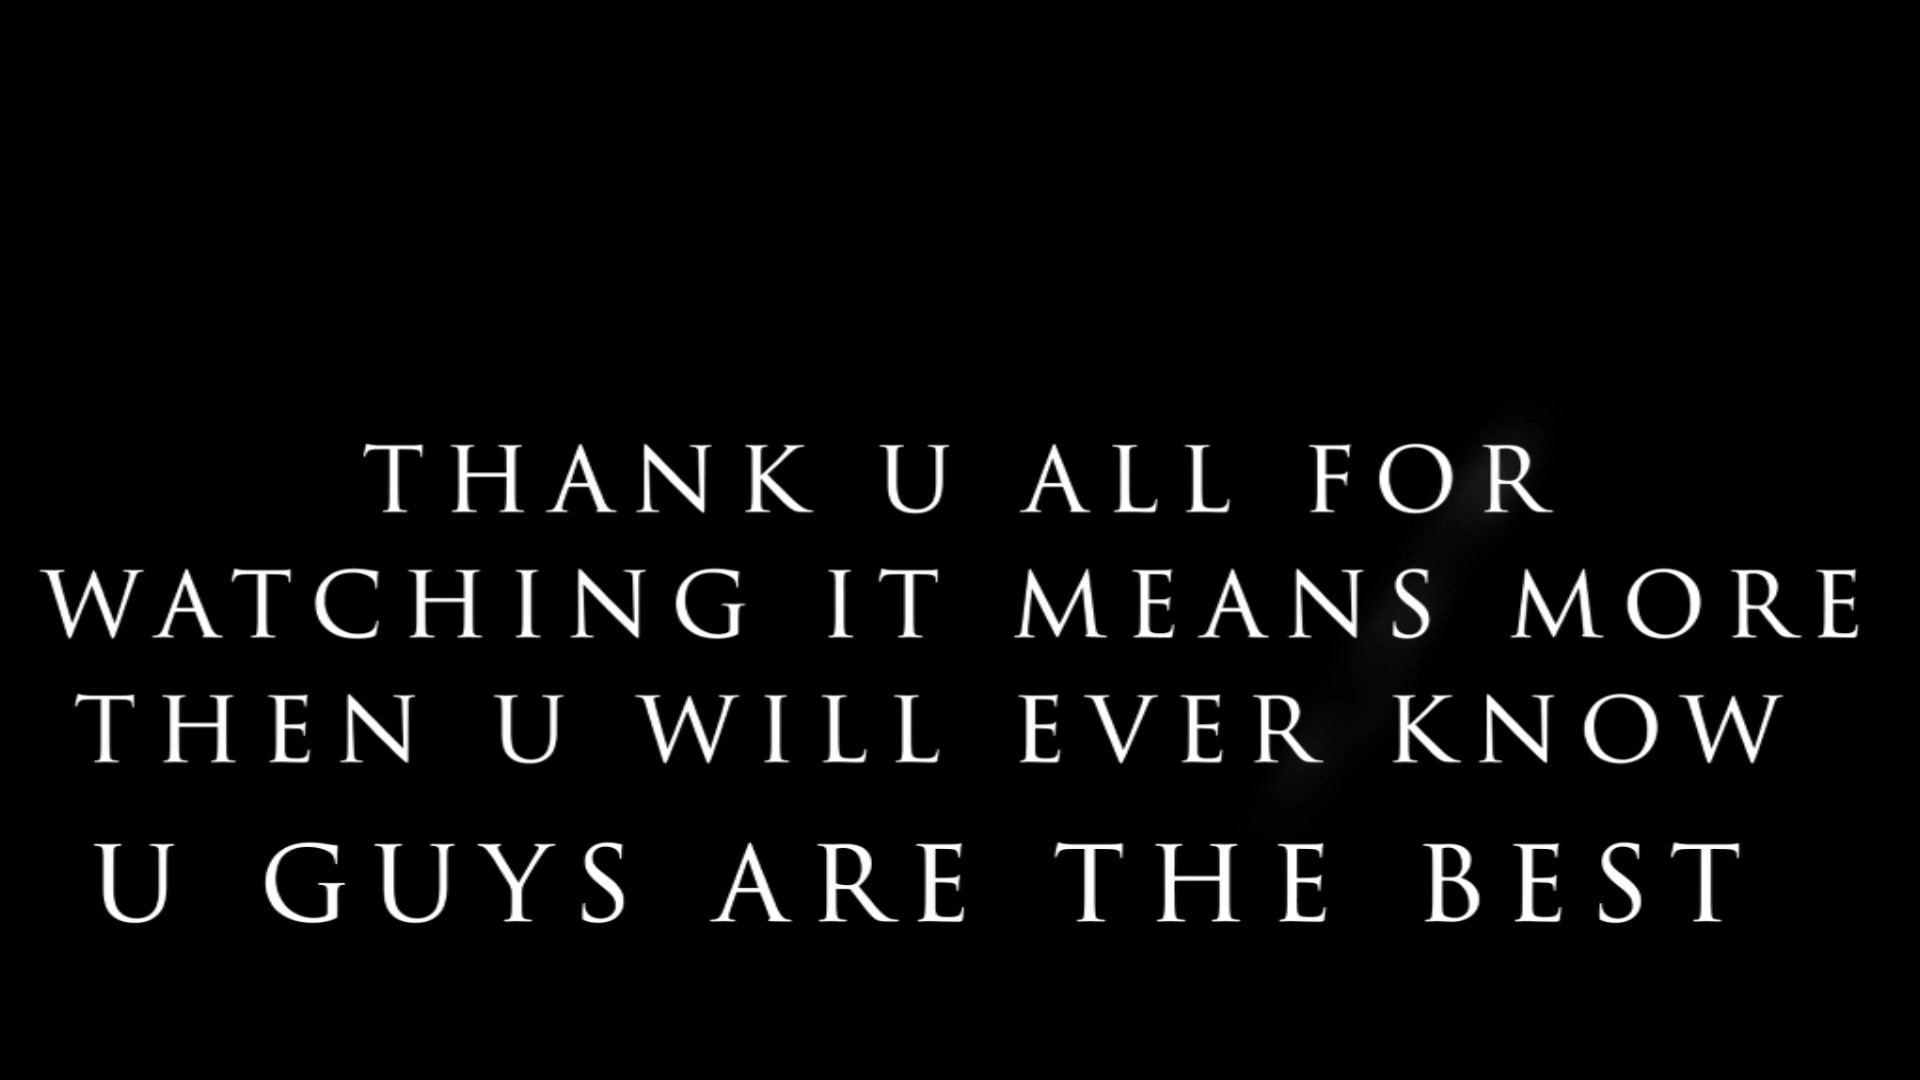 THANK U ALL FOR
WATCHING IT MEANS MORE
THEN U WILL EVER KNOW
U GUYS ARE THE BEST